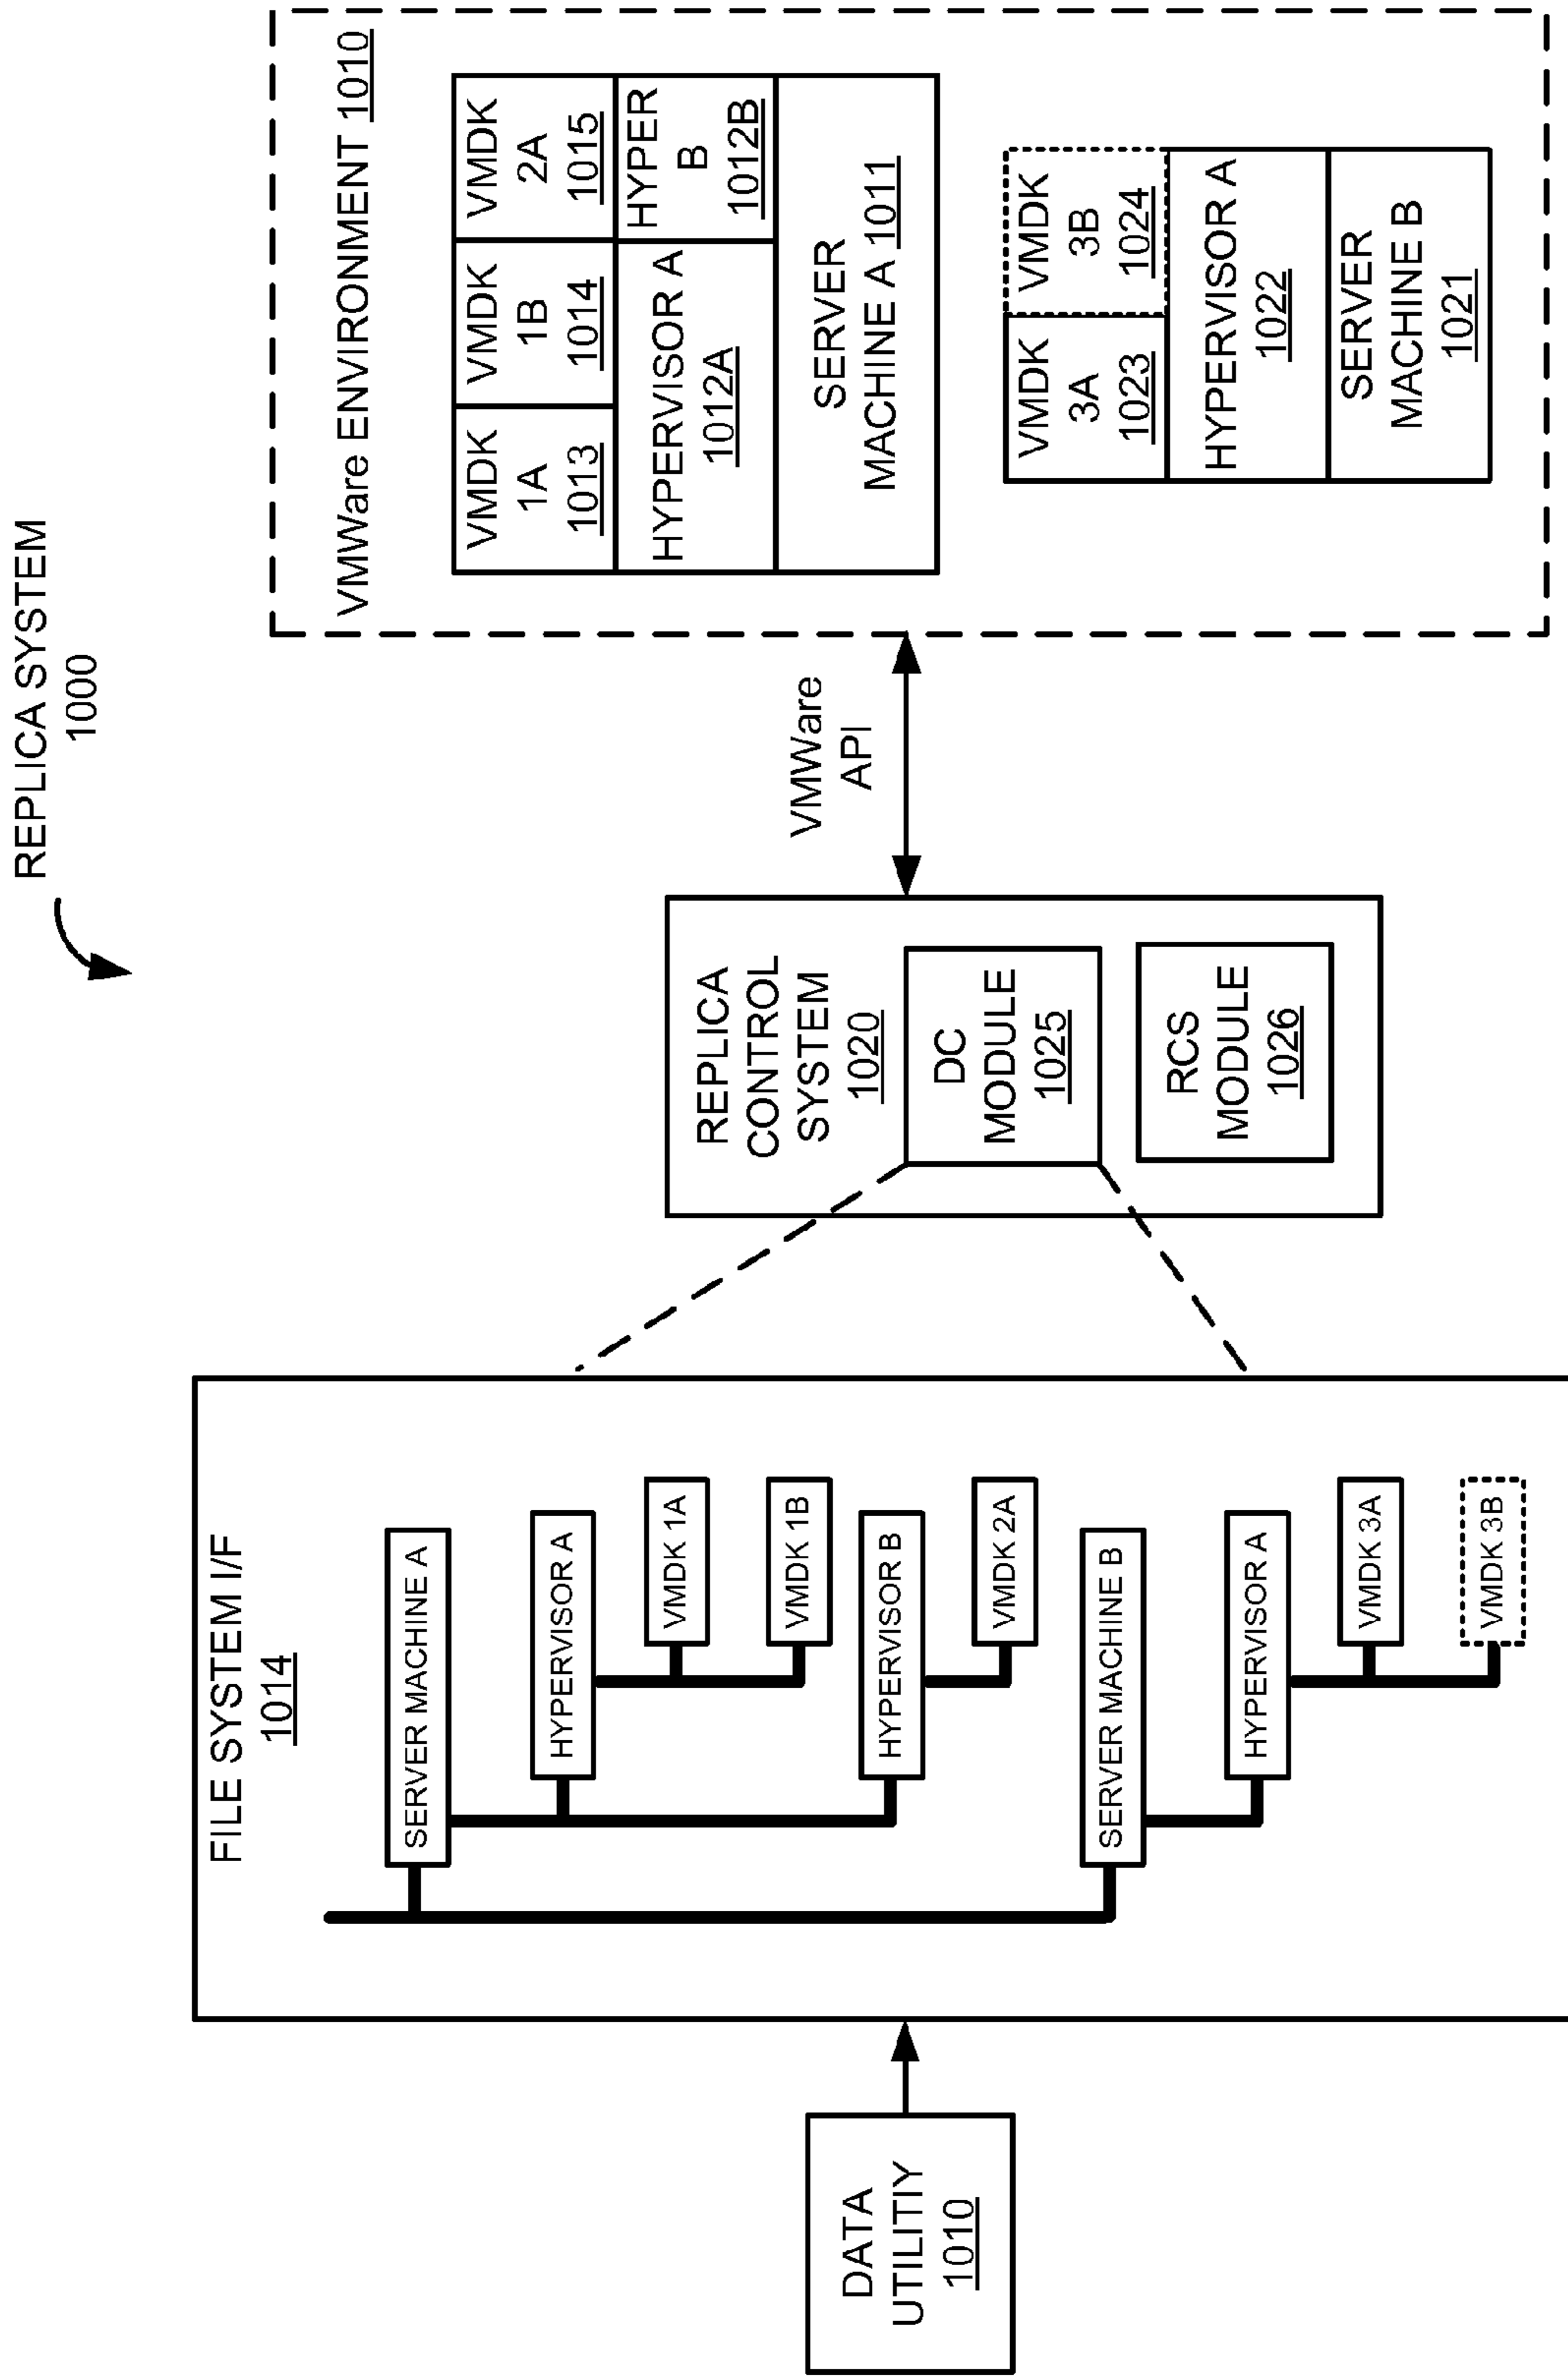 REPLICA SYSTEM
1000
DATA
UTILITIY
1010
FILE SYSTEM I/F
1014
SERVER MACHINE A
HYPERVISOR A
VMDK 1A
VMDK 1B
HYPERVISOR B
VMDK 2A
SERVER MACHINE B
HYPERVISOR A
VMDK 3A
VMDK 3B
REPLICA
CONTROL
SYSTEM
1020
DC
MODULE
1025
RCS
MODULE
1026
VMWare
API
VMWare ENVIRONMENT 1010
VMDK
1A
1013
VMDK
1B
1014
VMDK
2A
1015
HYPERVISOR A
1012A
HYPER
B
1012B
SERVER
MACHINE A 1011
VMDK
3A
1023
VMDK
3B
1024
HYPERVISOR A
1022
SERVER
MACHINE B
1021